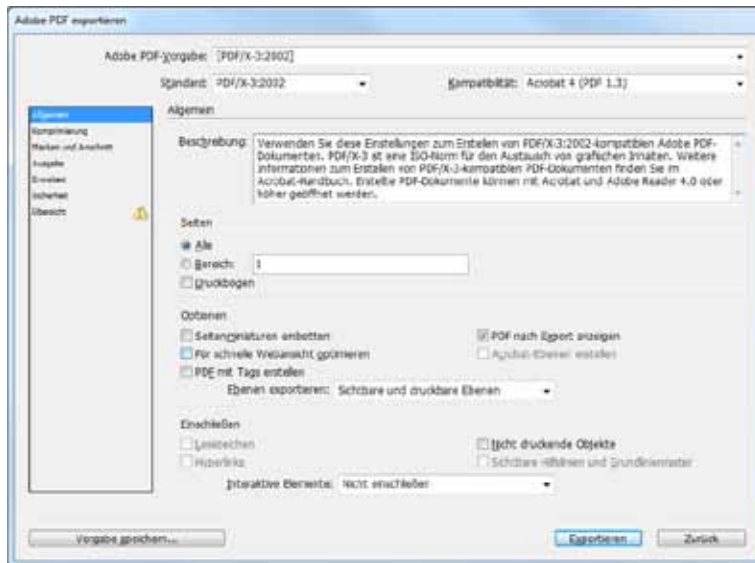 Adobe PDF exportieren
Adobe PDF-Vorgabe: [PDF/X-3:2002]
Standard: PDF/X-3:2002 Kompatibilität: Acrobat 4 (PDF 1.3)
Allgemein
Komprimierung
Marken und Anschnitt
Ausgabe
Erweitert
Sicherheit
Übersicht
Allgemein
Beschreibung: Verwenden Sie diese Einstellungen zum Erstellen von PDF/X-3:2002-kompatiblen Adobe PDF-
Dokumenten. PDF/X-3 ist eine ISO-Norm für den Austausch von grafischen Inhalten. Weitere
Informationen zum Erstellen von PDF/X-3-kompatiblen PDF-Dokumenten finden Sie im
Acrobat-Handbuch. Erstellte PDF-Dokumente können mit Acrobat und Adobe Reader 4.0 oder
höher geöffnet werden.
Seiten
Alle
Bereich: 1
Druckbögen
Optionen
Seitenminiaturen einbetten PDF nach Export anzeigen
Für schnelle Webansicht optimieren Acrobat-Ebenen erstellen
PDF mit Tags erstellen
Ebenen exportieren: Sichtbare und druckbare Ebenen
Einschließen
Lesezeichen Nicht druckende Objekte
Hyperlinks Sichtbare Hilfslinien und Grundlinienraster
Interaktive Elemente: Nicht einschließen
Vorgabe speichern... Exportieren Zurück